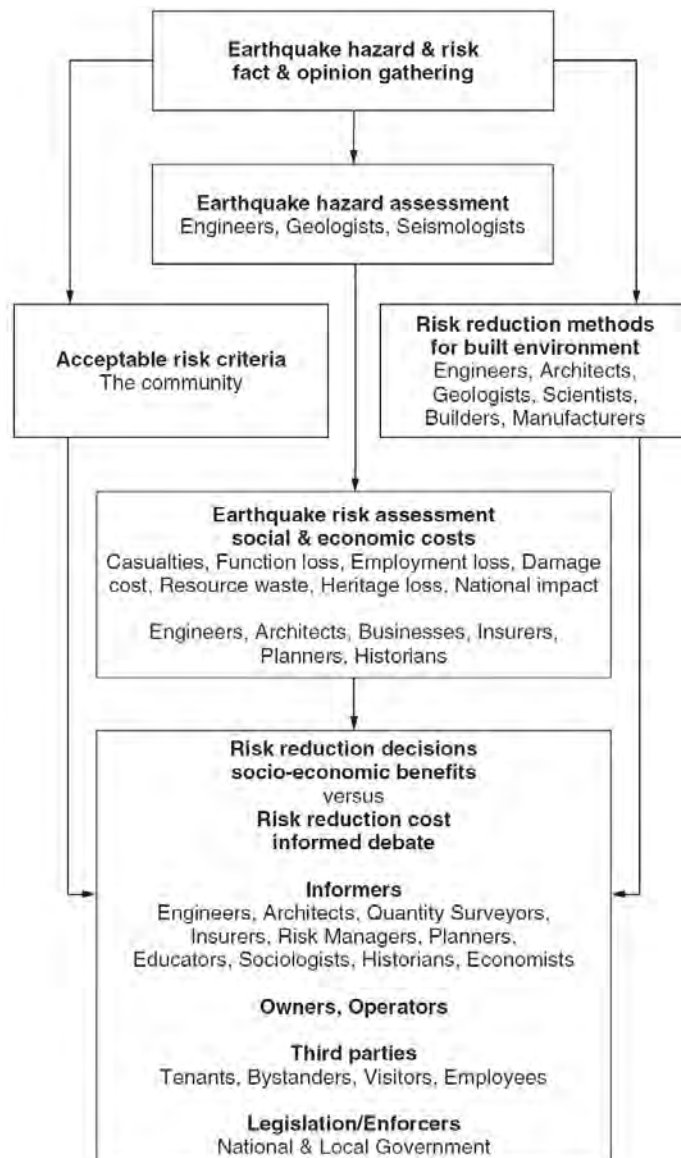 Earthquake hazard & risk
fact & opinion gathering
Earthquake hazard assessment
Engineers, Geologists, Seismologists
Acceptable risk criteria
The community
Risk reduction methods
for built environment
Engineers, Architects,
Geologists, Scientists,
Builders, Manufacturers
Earthquake risk assessment
social & economic costs
Casualties, Function loss, Employment loss, Damage
cost, Resource waste, Heritage loss, National impact
Engineers, Architects, Businesses, Insurers,
Planners, Historians
Risk reduction decisions
socio-economic benefits
versus
Risk reduction cost
informed debate
Informers
Engineers, Architects, Quantity Surveyors,
Insurers, Risk Managers, Planners,
Educators, Sociologists, Historians, Economists
Owners, Operators
Third parties
Tenants, Bystanders, Visitors, Employees
Legislation/Enforcers
National & Local Government